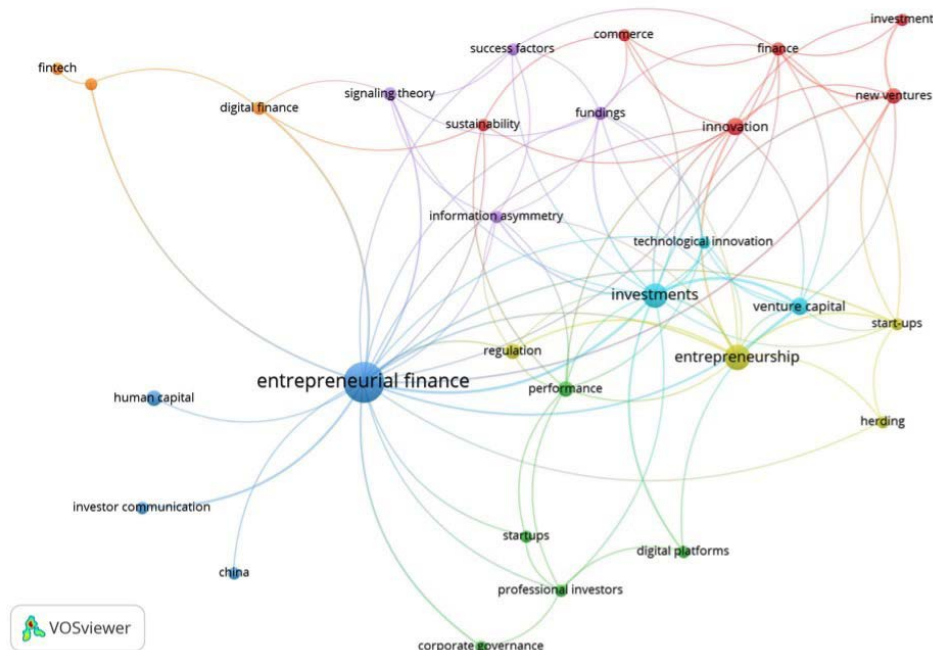 investment
commerce
success factors
finance
fintech
signaling theory
new ventures
digital finance
fundings
sustainability
innovation
information asymmetry
technological innovation
investments
venture capital
start-ups
regulation
entrepreneurship
entrepreneurial finance
performance
human capital
herding
investor communication
startups
digital platforms
china
professional investors
VOSviewer
corporate governance